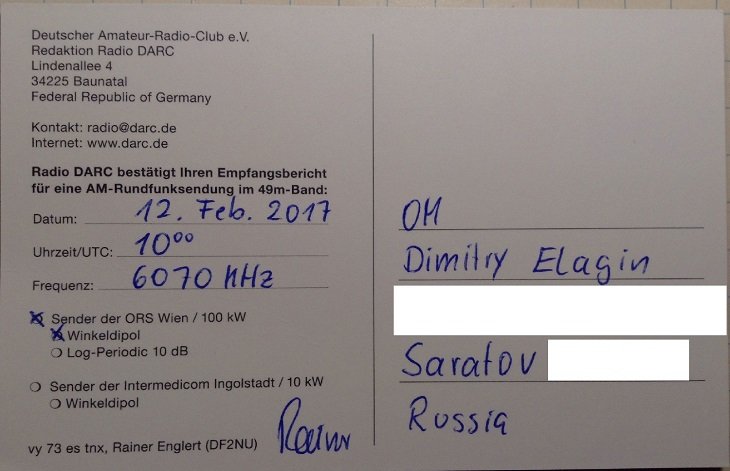 Deutscher Amateur-Radio-Club e.V.
Redaktion Radio DARC
Lindenallee 4
34225 Baunatal
Federal Republic of Germany
Kontakt: radio@darc.de
Internet: www.darc.de
Radio DARC bestätigt Ihren Empfangsbericht
für eine AM-Rundfunksendung im 49m-Band:
Datum: 12. Feb. 2017
Uhrzeit/UTC: 10⁰⁰
Frequenz: 6070 kHz
Sender der ORS Wien / 100 kW
Winkeldipol
Log-Periodic 10 dB
Sender der Intermedicom Ingolstadt / 10 kW
Winkeldipol
vy 73 es tnx, Rainer Englert (DF2NU)
Rainer
OM
Dimitry Elagin
Saratov
Russia